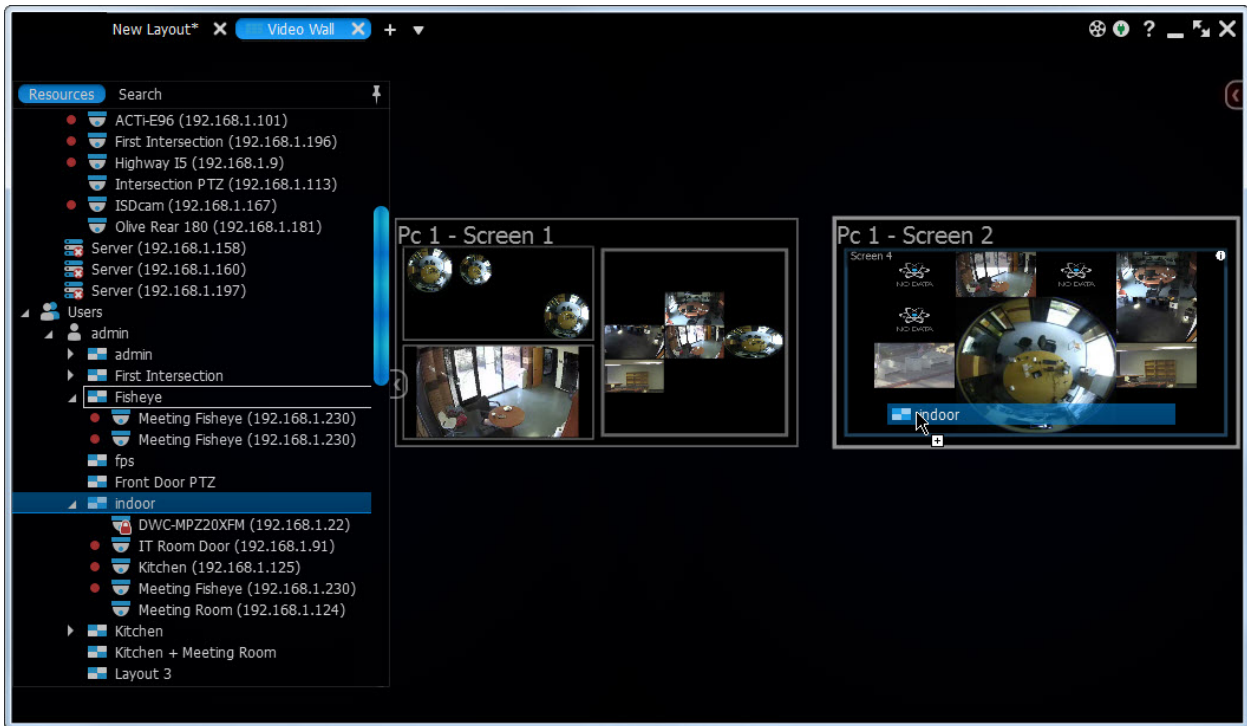 New Layout*
Video Wall
Resources
Search
ACTi-E96 (192.168.1.101)
First Intersection (192.168.1.196)
Highway I5 (192.168.1.9)
Intersection PTZ (192.168.1.113)
ISDcam (192.168.1.167)
Olive Rear 180 (192.168.1.181)
Server (192.168.1.158)
Server (192.168.1.160)
Server (192.168.1.197)
Users
admin
admin
First Intersection
Fisheye
Meeting Fisheye (192.168.1.230)
Meeting Fisheye (192.168.1.230)
fps
Front Door PTZ
indoor
DWC-MPZ20XFM (192.168.1.22)
IT Room Door (192.168.1.91)
Kitchen (192.168.1.125)
Meeting Fisheye (192.168.1.230)
Meeting Room (192.168.1.124)
Kitchen
Kitchen + Meeting Room
Layout 3
Pc 1 - Screen 1
Pc 1 - Screen 2
Screen 4
NO DATA
NO DATA
NO DATA
indoor